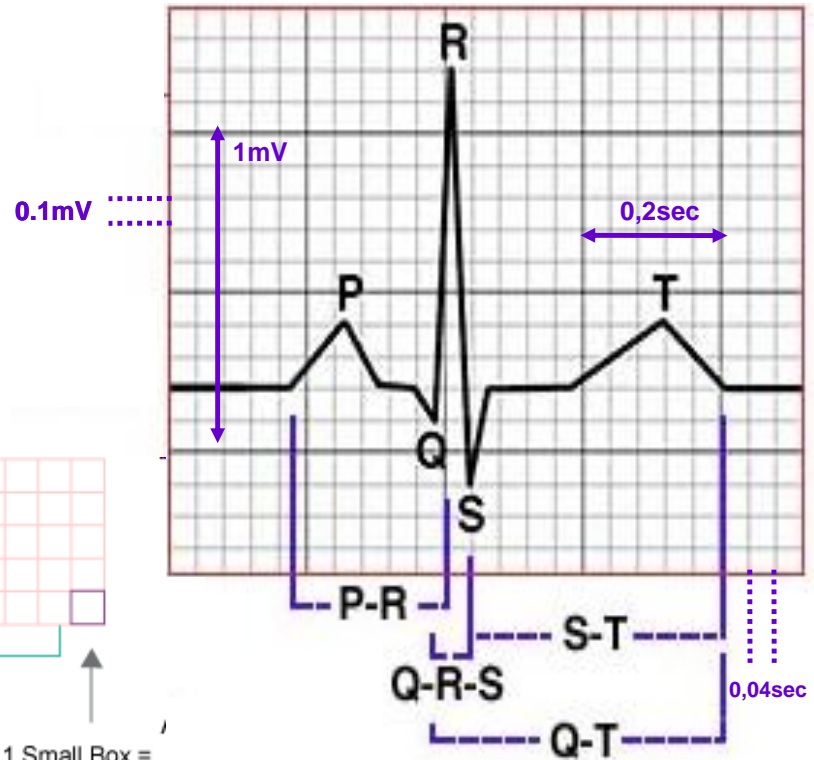 R
1mV
0.1mV
0,2sec
P
T
Q
S
P-R
S-T
Q-R-S
0,04sec
Q-T
1 Small Box =